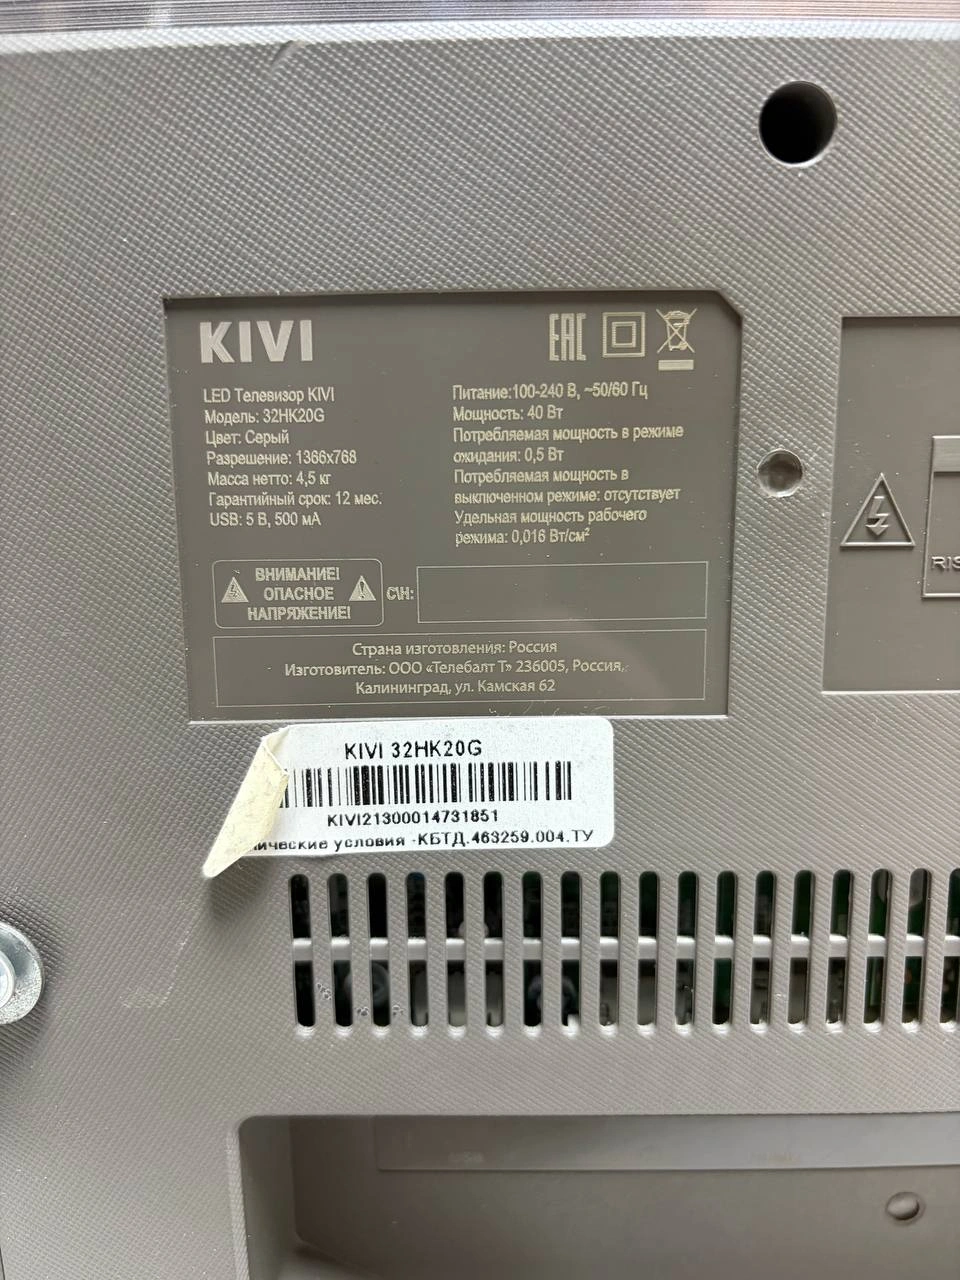 KIVI
EAC
LED Телевизор KIVI
Модель: 32HK20G
Цвет: Серый
Разрешение: 1366x768
Масса нетто: 4,5 кг
Гарантийный срок: 12 мес.
USB: 5 В, 500 мА
Питание:100-240 В, ~50/60 Гц
Мощность: 40 Вт
Потребляемая мощность в режиме
ожидания: 0,5 Вт
Потребляемая мощность в
выключенном режиме: отсутствует
Удельная мощность рабочего
режима: 0,016 Вт/см²
ВНИМАНИЕ!
ОПАСНОЕ
НАПРЯЖЕНИЕ!
С\Н:
Страна изготовления: Россия
Изготовитель: ООО «Телебалт Т» 236005, Россия,
Калининград, ул. Камская 62
KIVI 32HK20G
KIVI21300014731851
ические условия -КБТД.463259.004.ТУ
RIS